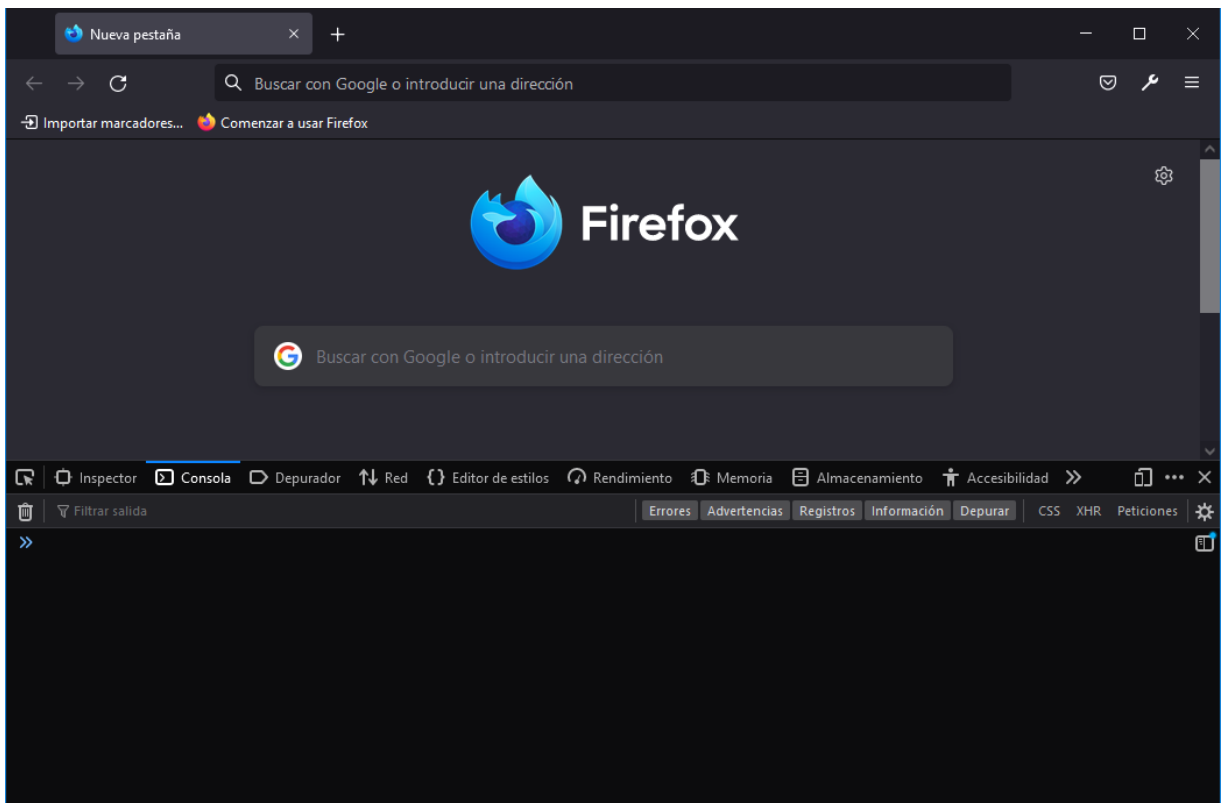 Nueva pestaña
Buscar con Google o introducir una dirección
Importar marcadores... Comenzar a usar Firefox
Firefox
Buscar con Google o introducir una dirección
Inspector Consola Depurador Red Editor de estilos Rendimiento Memoria Almacenamiento Accesibilidad
Filtrar salida Errores Advertencias Registros Información Depurar CSS XHR Peticiones